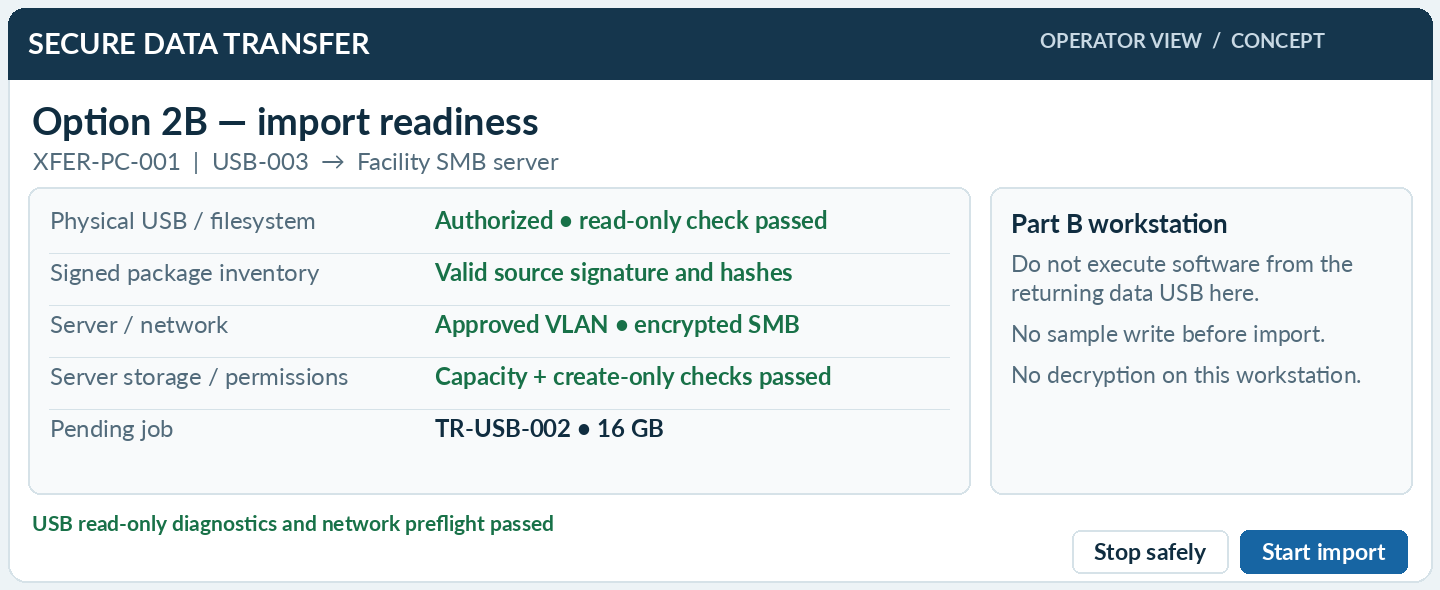 SECURE DATA TRANSFER
OPERATOR VIEW / CONCEPT
Option 2B — import readiness
XFER-PC-001 | USB-003 → Facility SMB server
Physical USB / filesystem
Authorized • read-only check passed
Signed package inventory
Valid source signature and hashes
Server / network
Approved VLAN • encrypted SMB
Server storage / permissions
Capacity + create-only checks passed
Pending job
TR-USB-002 • 16 GB
Part B workstation
Do not execute software from the
returning data USB here.
No sample write before import.
No decryption on this workstation.
USB read-only diagnostics and network preflight passed
Stop safely
Start import